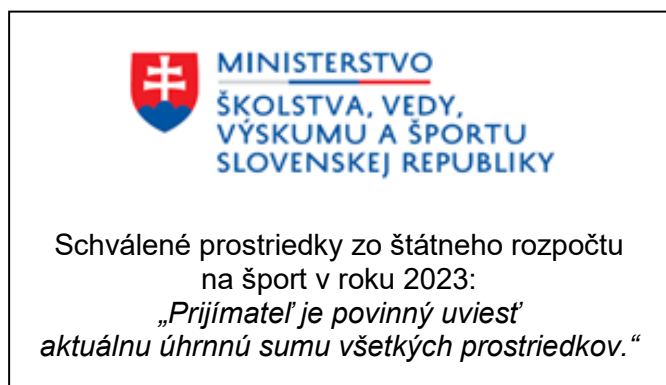 MINISTERSTVO
ŠKOLSTVA, VEDY,
VÝSKUMU A ŠPORTU
SLOVENSKEJ REPUBLIKY
Schválené prostriedky zo štátneho rozpočtu
na šport v roku 2023:
„Prijímateľ je povinný uviesť
aktuálnu úhrnnú sumu všetkých prostriedkov.“